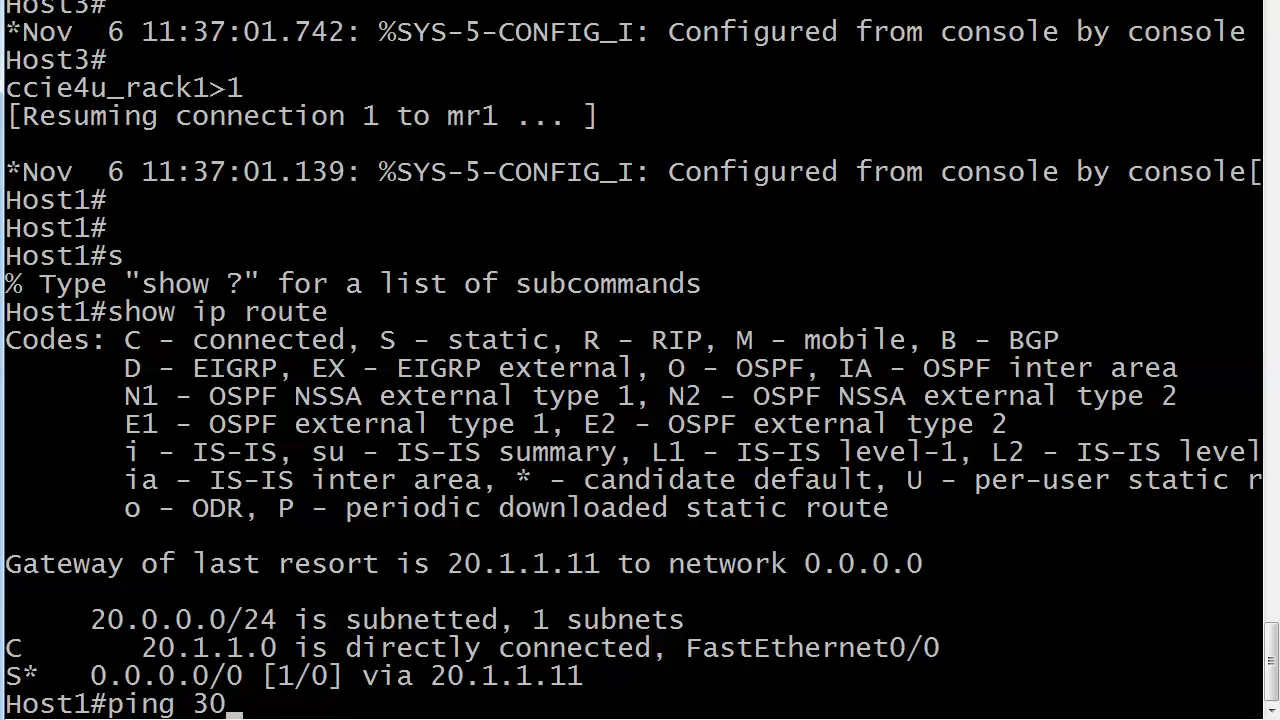 Host3#
*Nov  6 11:37:01.742: %SYS-5-CONFIG_I: Configured from console by console
Host3#
ccie4u_rack1>1
[Resuming connection 1 to mr1 ... ]
*Nov  6 11:37:01.139: %SYS-5-CONFIG_I: Configured from console by console[
Host1#
Host1#
Host1#s
% Type "show ?" for a list of subcommands
Host1#show ip route
Codes: C - connected, S - static, R - RIP, M - mobile, B - BGP
       D - EIGRP, EX - EIGRP external, O - OSPF, IA - OSPF inter area
       N1 - OSPF NSSA external type 1, N2 - OSPF NSSA external type 2
       E1 - OSPF external type 1, E2 - OSPF external type 2
       i - IS-IS, su - IS-IS summary, L1 - IS-IS level-1, L2 - IS-IS level
       ia - IS-IS inter area, * - candidate default, U - per-user static r
       o - ODR, P - periodic downloaded static route
Gateway of last resort is 20.1.1.11 to network 0.0.0.0
     20.0.0.0/24 is subnetted, 1 subnets
C       20.1.1.0 is directly connected, FastEthernet0/0
S*   0.0.0.0/0 [1/0] via 20.1.1.11
Host1#ping 30